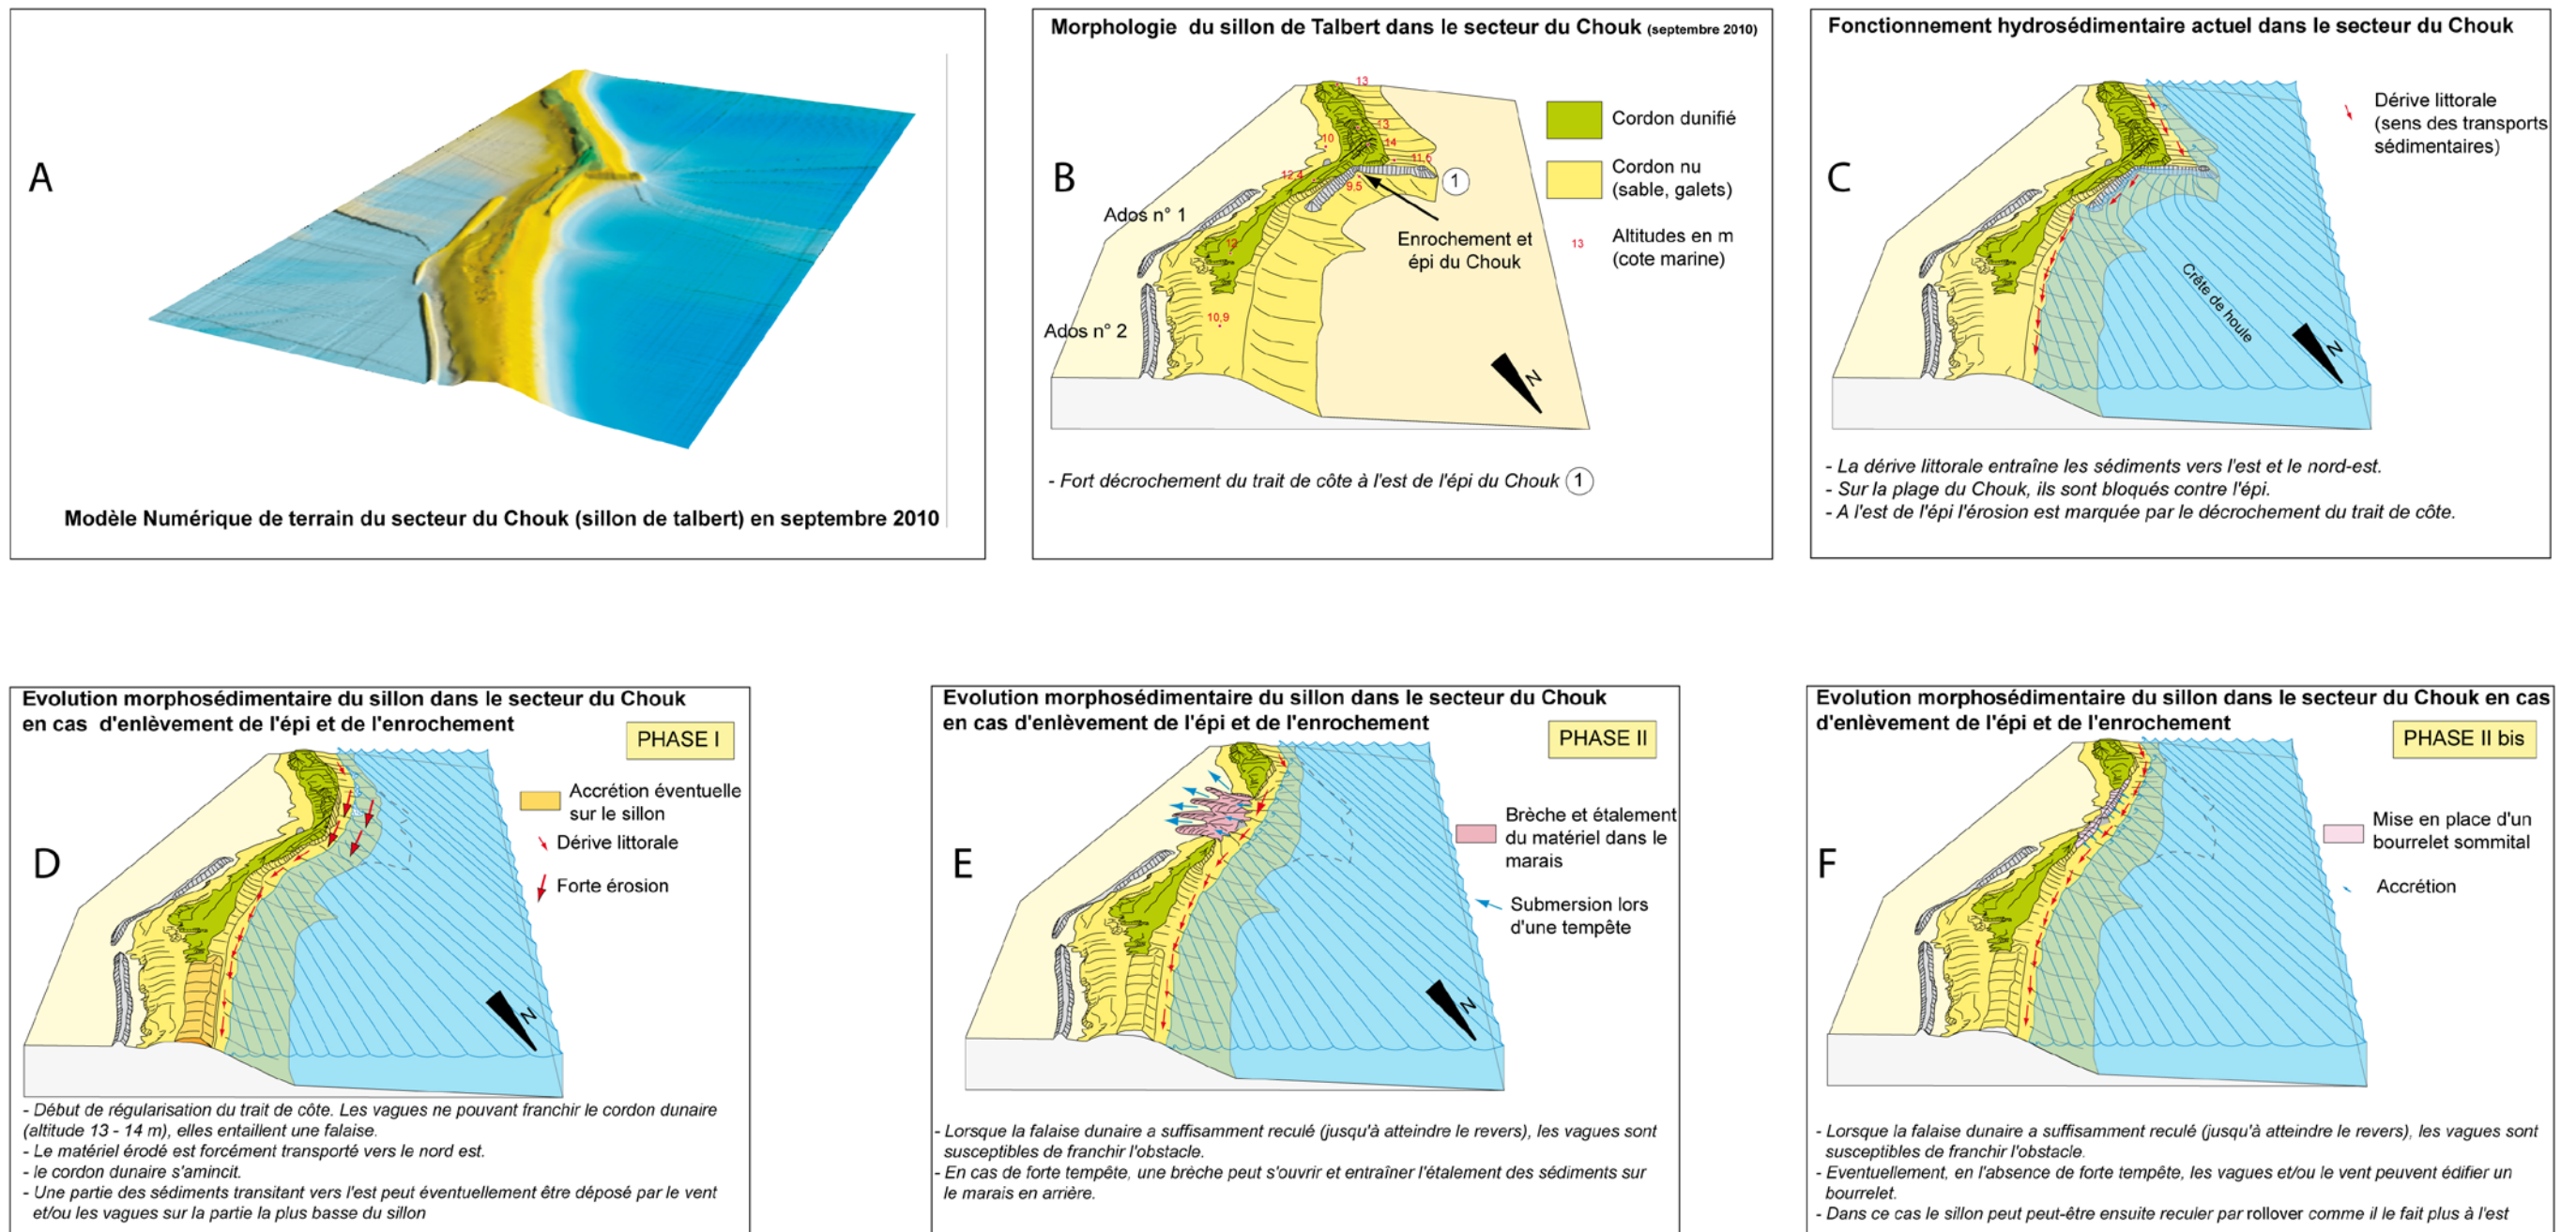 A
Modèle Numérique de terrain du secteur du Chouk (sillon de talbert) en septembre 2010
Morphologie du sillon de Talbert dans le secteur du Chouk (septembre 2010)
B
13
13
14
11,5
10
12,4
9,5
12
10,9
1
Ados n° 1
Ados n° 2
Enrochement et
épi du Chouk
N
Cordon dunifié
Cordon nu
(sable, galets)
13
Altitudes en m
(cote marine)
- Fort décrochement du trait de côte à l'est de l'épi du Chouk 1
Fonctionnement hydrosédimentaire actuel dans le secteur du Chouk
C
Dérive littorale
(sens des transports
sédimentaires)
Crête de houle
N
- La dérive littorale entraîne les sédiments vers l'est et le nord-est.
- Sur la plage du Chouk, ils sont bloqués contre l'épi.
- A l'est de l'épi l'érosion est marquée par le décrochement du trait de côte.
Evolution morphosédimentaire du sillon dans le secteur du Chouk
en cas d'enlèvement de l'épi et de l'enrochement
PHASE I
D
Accrétion éventuelle
sur le sillon
Dérive littorale
Forte érosion
N
- Début de régularisation du trait de côte. Les vagues ne pouvant franchir le cordon dunaire
(altitude 13 - 14 m), elles entaillent une falaise.
- Le matériel érodé est forcément transporté vers le nord est.
- le cordon dunaire s'amincit.
- Une partie des sédiments transitant vers l'est peut éventuellement être déposé par le vent
et/ou les vagues sur la partie la plus basse du sillon
Evolution morphosédimentaire du sillon dans le secteur du Chouk
en cas d'enlèvement de l'épi et de l'enrochement
PHASE II
E
Brèche et étalement
du matériel dans le
marais
Submersion lors
d'une tempête
N
- Lorsque la falaise dunaire a suffisamment reculé (jusqu'à atteindre le revers), les vagues sont
susceptibles de franchir l'obstacle.
- En cas de forte tempête, une brèche peut s'ouvrir et entraîner l'étalement des sédiments sur
le marais en arrière.
Evolution morphosédimentaire du sillon dans le secteur du Chouk en cas
d'enlèvement de l'épi et de l'enrochement
PHASE II bis
F
Mise en place d'un
bourrelet sommital
Accrétion
- Lorsque la falaise dunaire a suffisamment reculé (jusqu'à atteindre le revers), les vagues sont
susceptibles de franchir l'obstacle.
- Eventuellement, en l'absence de forte tempête, les vagues et/ou le vent peuvent édifier un
bourrelet.
- Dans ce cas le sillon peut peut-être ensuite reculer par rollover comme il le fait plus à l'est